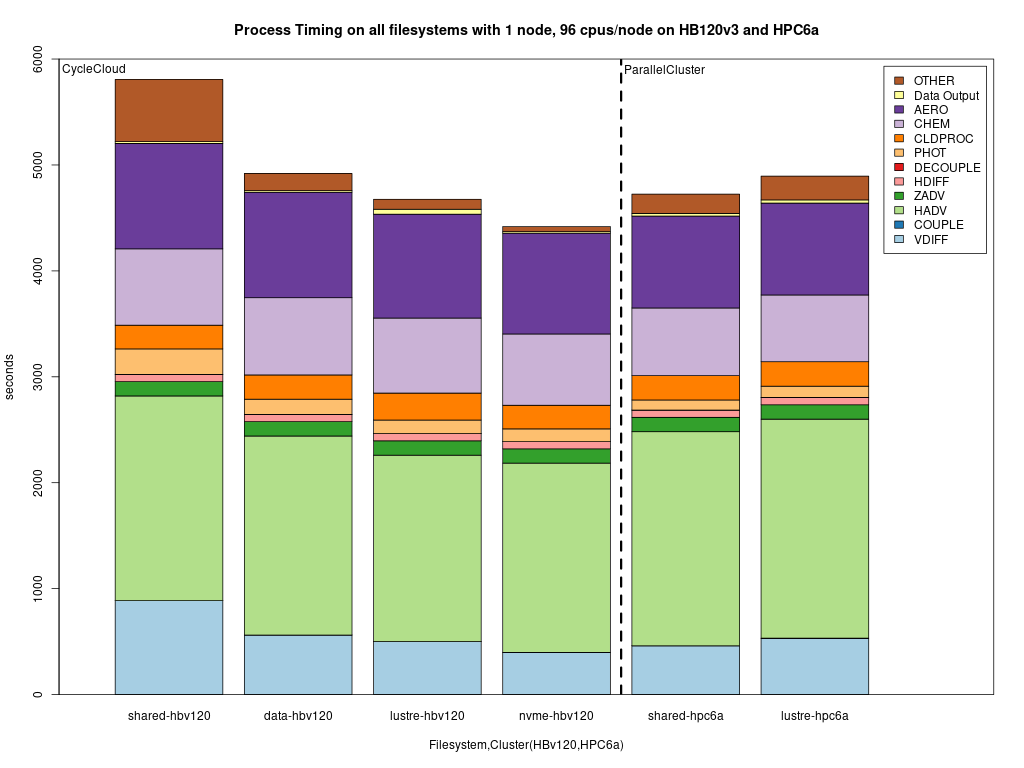 Process Timing on all filesystems with 1 node, 96 cpus/node on HB120v3 and HPC6a
CycleCloud
ParallelCluster
OTHER
Data Output
AERO
CHEM
CLDPROC
PHOT
DECOUPLE
HDIFF
ZADV
HADV
COUPLE
VDIFF
seconds
6000
5000
4000
3000
2000
1000
0
shared-hbv120
data-hbv120
lustre-hbv120
nvme-hbv120
shared-hpc6a
lustre-hpc6a
Filesystem,Cluster(HBv120,HPC6a)